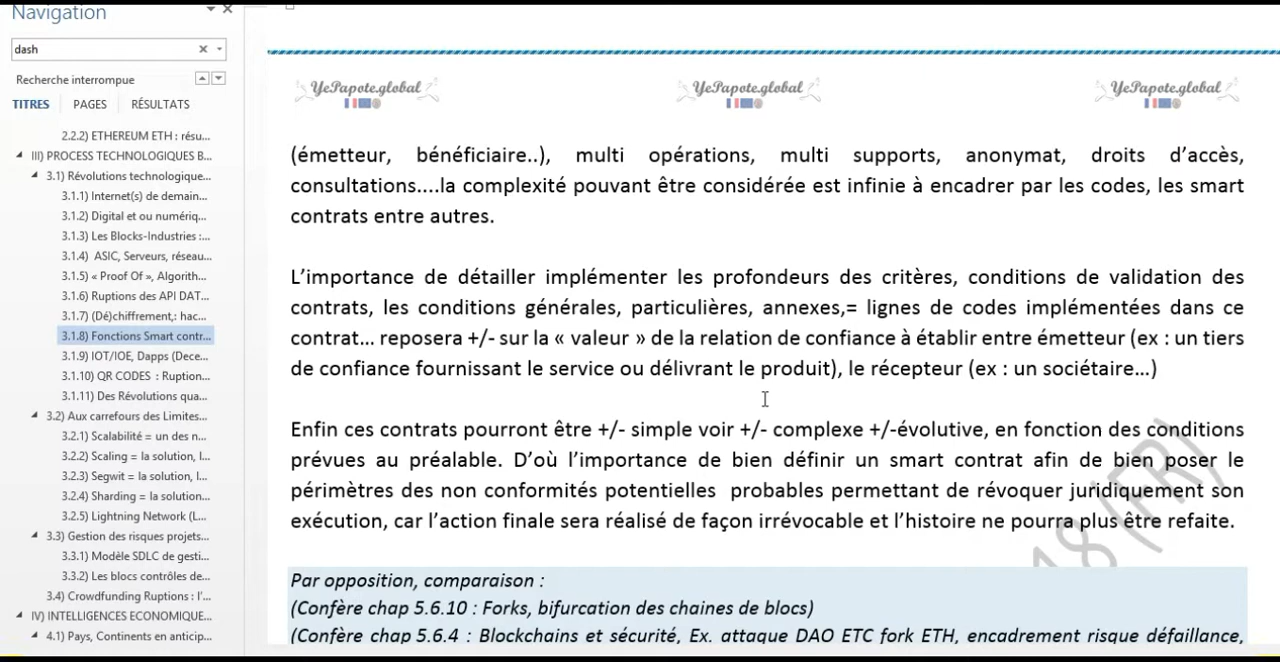 Navigation
dash
Recherche interrompue
TITRES PAGES RÉSULTATS
2.2.2) ETHEREUM ETH : résu...
III) PROCESS TECHNOLOGIQUES B...
3.1) Révolutions technologique...
3.1.1) Internet(s) de demain...
3.1.2) Digital et ou numériq...
3.1.3) Les Blocks-Industries :...
3.1.4) ASIC, Serveurs, réseau...
3.1.5) « Proof Of », Algorith...
3.1.6) Ruptions des API DAT...
3.1.7) (Dé)chiffrement,: hac...
3.1.8) Fonctions Smart contr...
3.1.9) IOT/IOE, Dapps (Dece...
3.1.10) QR CODES : Ruption...
3.1.11) Des Révolutions qua...
3.2) Aux carrefours des Limites...
3.2.1) Scalabilité = un des n...
3.2.2) Scaling = la solution, l...
3.2.3) Segwit = la solution, l...
3.2.4) Sharding = la solution...
3.2.5) Lightning Network (L...
3.3) Gestion des risques projets...
3.3.1) Modèle SDLC de gesti...
3.3.2) Les blocs contrôles de...
3.4) Crowdfunding Ruptions : l'...
IV) INTELLIGENCES ECONOMIQUE...
4.1) Pays, Continents en anticip...
YePapote.global YePapote.global YePapote.global
(émetteur, bénéficiaire..), multi opérations, multi supports, anonymat, droits d'accès,
consultations....la complexité pouvant être considérée est infinie à encadrer par les codes, les smart
contrats entre autres.
L'importance de détailler implémenter les profondeurs des critères, conditions de validation des
contrats, les conditions générales, particulières, annexes,= lignes de codes implémentées dans ce
contrat... reposera +/- sur la « valeur » de la relation de confiance à établir entre émetteur (ex : un tiers
de confiance fournissant le service ou délivrant le produit), le récepteur (ex : un sociétaire...)
Enfin ces contrats pourront être +/- simple voir +/- complexe +/-évolutive, en fonction des conditions
prévues au préalable. D'où l'importance de bien définir un smart contrat afin de bien poser le
périmètres des non conformités potentielles probables permettant de révoquer juridiquement son
exécution, car l'action finale sera réalisé de façon irrévocable et l'histoire ne pourra plus être refaite.
18 (FR)
Par opposition, comparaison :
(Confère chap 5.6.10 : Forks, bifurcation des chaines de blocs)
(Confère chap 5.6.4 : Blockchains et sécurité, Ex. attaque DAO ETC fork ETH, encadrement risque défaillance,